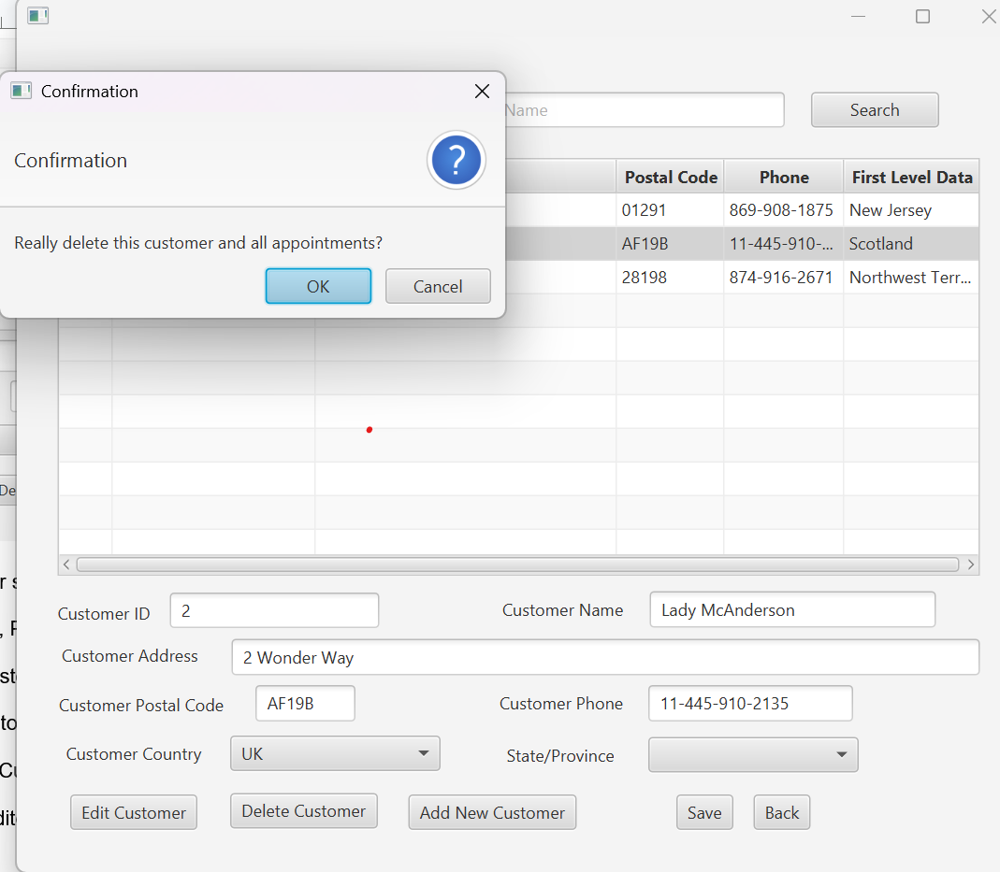 Confirmation
Confirmation
?
Really delete this customer and all appointments?
OK Cancel
Name Search
Postal Code Phone First Level Data
01291 869-908-1875 New Jersey
AF19B 11-445-910-... Scotland
28198 874-916-2671 Northwest Terr...
Customer ID 2 Customer Name Lady McAnderson
Customer Address 2 Wonder Way
Customer Postal Code AF19B Customer Phone 11-445-910-2135
Customer Country UK State/Province
Edit Customer Delete Customer Add New Customer Save Back